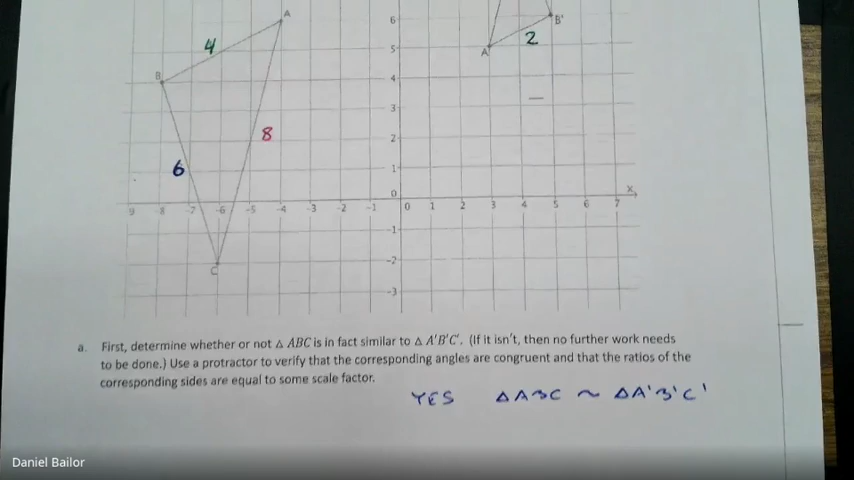 A
6
B'
4
5
A'
2
B
4
3
8
2
6
1
0
x
9 -8 -7 -6 -5 -4 -3 -2 -1 0 1 2 3 4 5 6 7
-1
C
-2
-3
a. First, determine whether or not △ ABC is in fact similar to △ A'B'C'. (If it isn't, then no further work needs
to be done.) Use a protractor to verify that the corresponding angles are congruent and that the ratios of the
corresponding sides are equal to some scale factor.
YES △ABC ~ △A'B'C'
Daniel Bailor